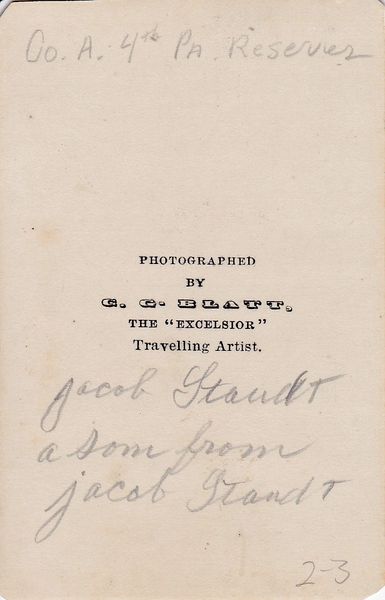 Co. A. 4th Pa. Reserves
PHOTOGRAPHED
BY
G. C. BLATT,
THE "EXCELSIOR"
Travelling Artist.
jacob Staudt
a som from
jacob Staudt
2-3